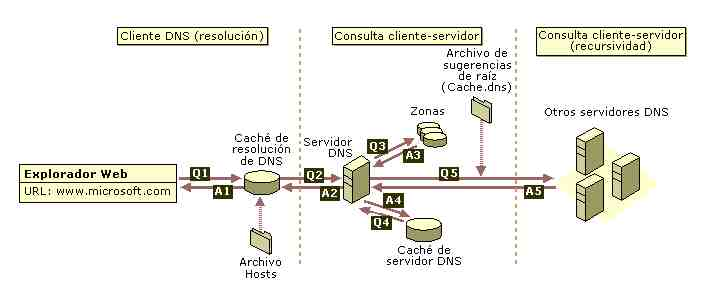 Cliente DNS (resolución)
Consulta cliente-servidor
Consulta cliente-servidor
(recursividad)
Archivo de
sugerencias
de raíz
(Cache.dns)
Zonas
Otros servidores DNS
Caché de
resolución
de DNS
Servidor
DNS
Q3
A3
Explorador Web
URL: www.microsoft.com
Q1
A1
Q2
A2
Q5
A5
A4
Q4
Archivo
Hosts
Caché de
servidor DNS